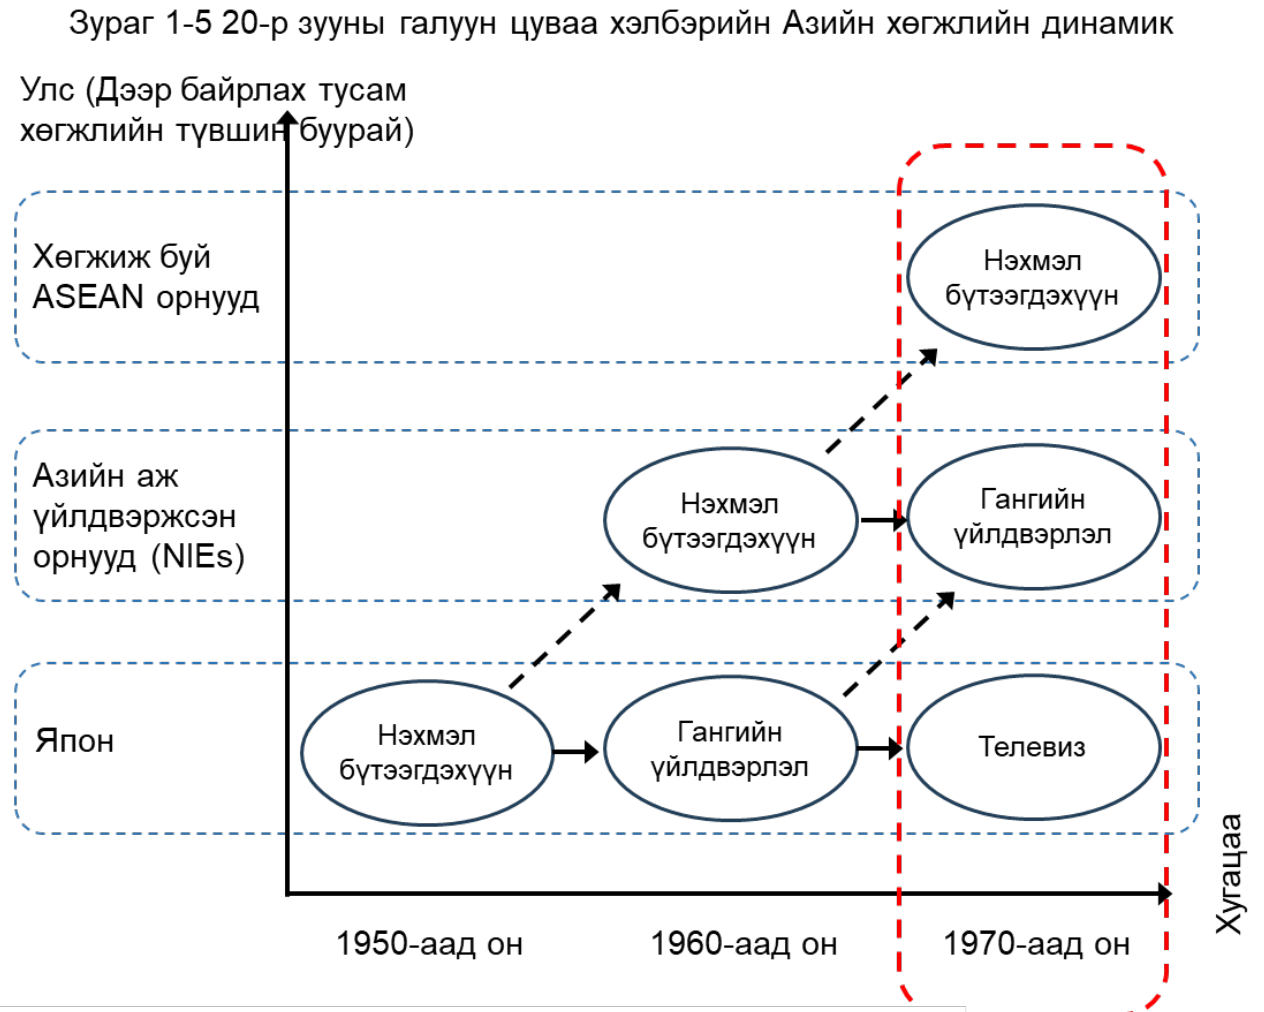 Зураг 1-5 20-р зууны галуун цуваа хэлбэрийн Азийн хөгжлийн динамик
Улс (Дээр байрлах тусам
хөгжлийн түвшин буурай)
Хөгжиж буй
ASEAN орнууд
Нэхмэл
бүтээгдэхүүн
Азийн аж
үйлдвэржсэн
орнууд (NIEs)
Нэхмэл
бүтээгдэхүүн
Гангийн
үйлдвэрлэл
Япон
Нэхмэл
бүтээгдэхүүн
Гангийн
үйлдвэрлэл
Телевиз
Хугацаа
1950-аад он
1960-аад он
1970-аад он